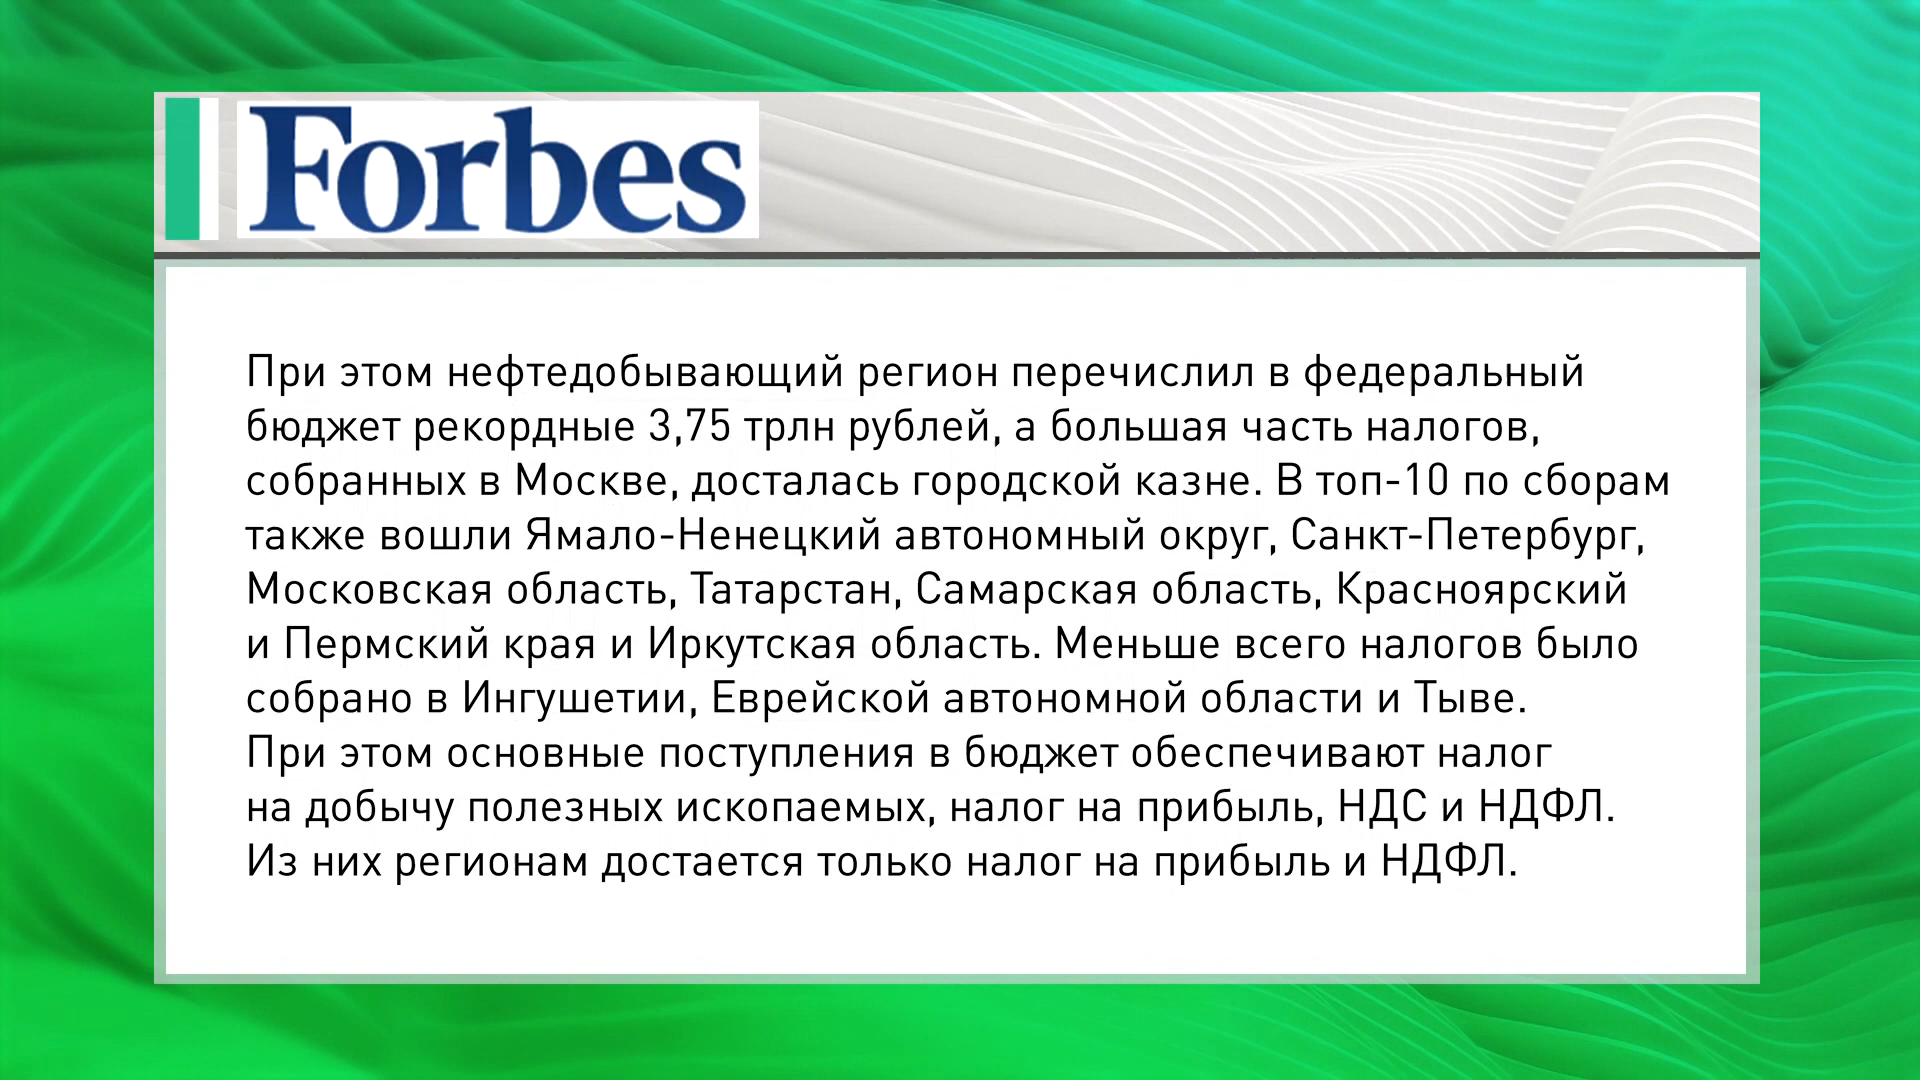 Forbes
При этом нефтедобывающий регион перечислил в федеральный
бюджет рекордные 3,75 трлн рублей, а большая часть налогов,
собранных в Москве, досталась городской казне. В топ-10 по сборам
также вошли Ямало-Ненецкий автономный округ, Санкт-Петербург,
Московская область, Татарстан, Самарская область, Красноярский
и Пермский края и Иркутская область. Меньше всего налогов было
собрано в Ингушетии, Еврейской автономной области и Тыве.
При этом основные поступления в бюджет обеспечивают налог
на добычу полезных ископаемых, налог на прибыль, НДС и НДФЛ.
Из них регионам достается только налог на прибыль и НДФЛ.